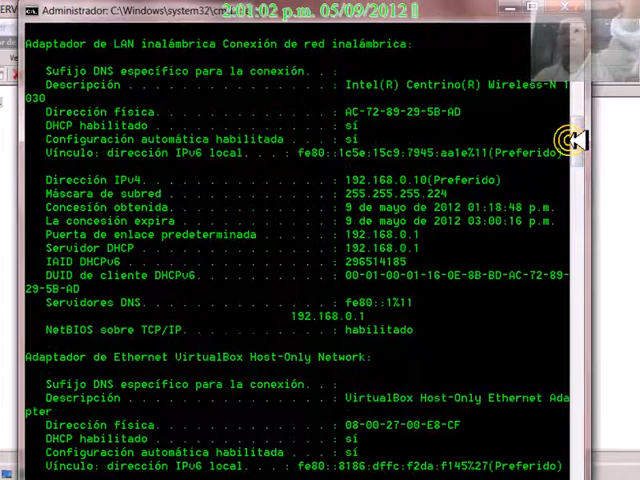 Administrador: C:\Windows\system32\cm
2:01:02 p.m. 05/09/2012
Adaptador de LAN inalámbrica Conexión de red inalámbrica:
Sufijo DNS específico para la conexión. . :
Descripción . . . . . . . . . . . . . . . : Intel(R) Centrino(R) Wireless-N 1
030
Dirección física. . . . . . . . . . . . . : AC-72-89-29-5B-AD
DHCP habilitado . . . . . . . . . . . . . : sí
Configuración automática habilitada . . . : sí
Vínculo: dirección IPv6 local. . . : fe80::1c5e:15c9:7945:aa1e%11(Preferido)
Dirección IPv4. . . . . . . . . . . . . . : 192.168.0.10(Preferido)
Máscara de subred . . . . . . . . . . . . : 255.255.255.224
Concesión obtenida. . . . . . . . . . . . : 9 de mayo de 2012 01:18:48 p.m.
La concesión expira . . . . . . . . . . . : 9 de mayo de 2012 03:00:16 p.m.
Puerta de enlace predeterminada . . . . . : 192.168.0.1
Servidor DHCP . . . . . . . . . . . . . . : 192.168.0.1
IAID DHCPv6 . . . . . . . . . . . . . . . : 296514185
DUID de cliente DHCPv6. . . . . . . . . . : 00-01-00-01-16-0E-8B-BD-AC-72-89-
29-5B-AD
Servidores DNS. . . . . . . . . . . . . . : fe80::1%11
192.168.0.1
NetBIOS sobre TCP/IP. . . . . . . . . . . : habilitado
Adaptador de Ethernet VirtualBox Host-Only Network:
Sufijo DNS específico para la conexión. . :
Descripción . . . . . . . . . . . . . . . : VirtualBox Host-Only Ethernet Ada
pter
Dirección física. . . . . . . . . . . . . : 08-00-27-00-E8-CF
DHCP habilitado . . . . . . . . . . . . . : sí
Configuración automática habilitada . . . : sí
Vínculo: dirección IPv6 local. . . : fe80::8186:dffc:f2da:f145%27(Preferido)